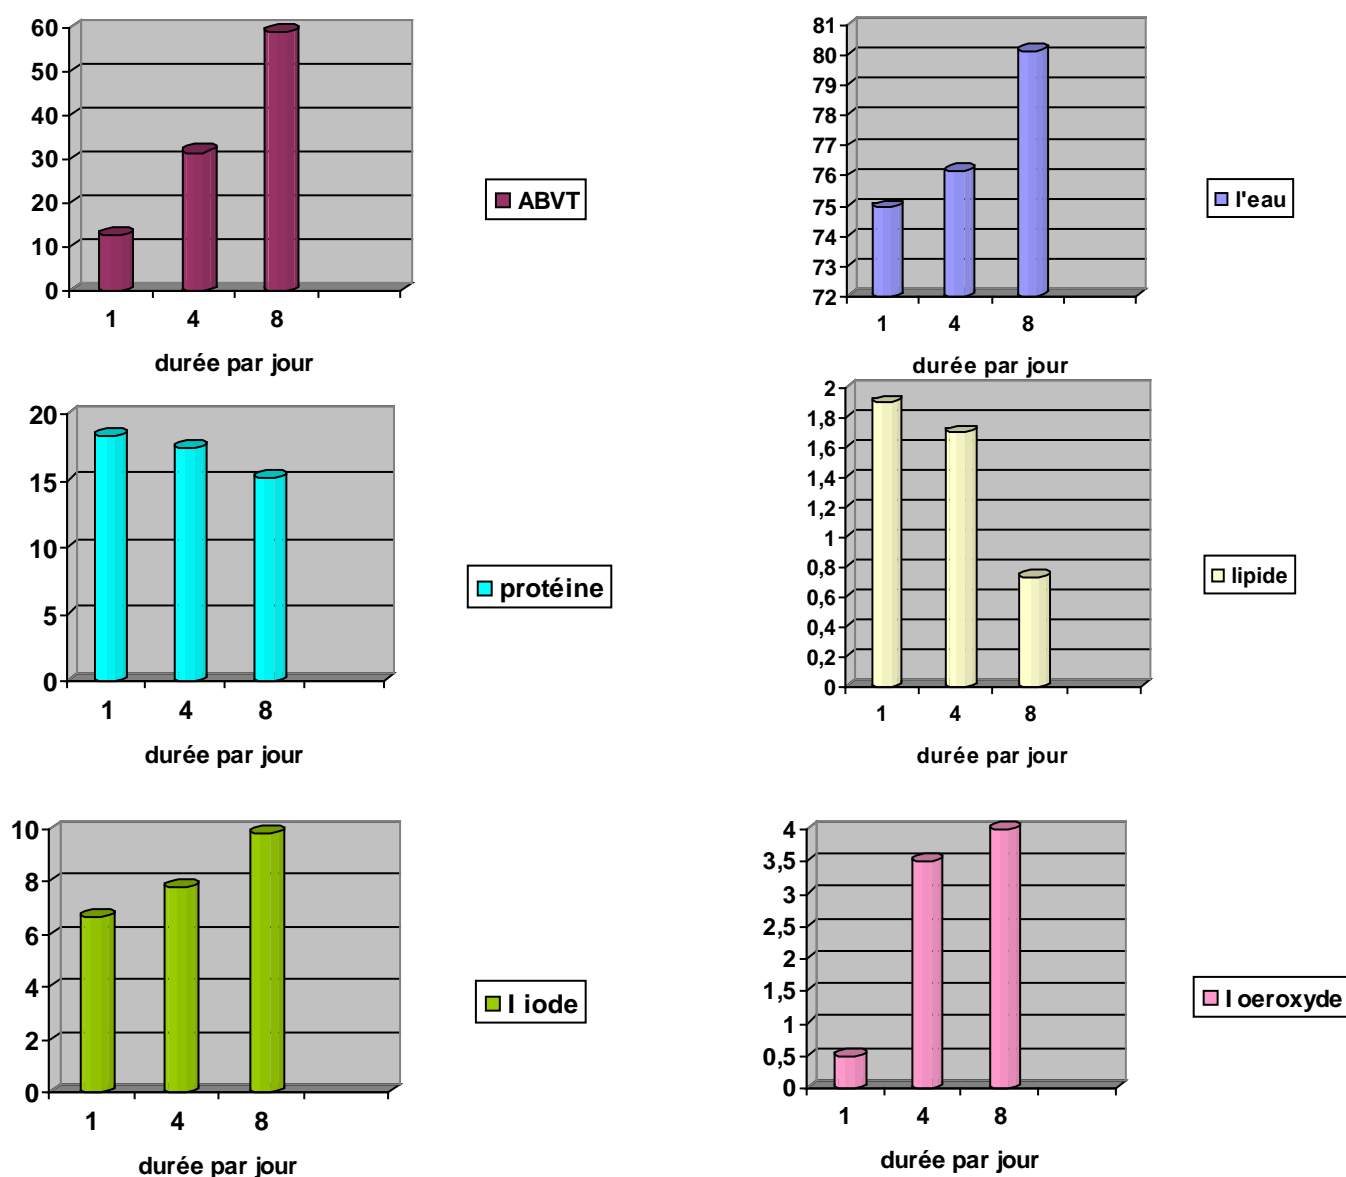 60
50
40
30
20
10
0
1 4 8
durée par jour
ABVT
81
80
79
78
77
76
75
74
73
72
1 4 8
durée par jour
l'eau
20
15
10
5
0
1 4 8
durée par jour
protéine
2
1,8
1,6
1,4
1,2
1
0,8
0,6
0,4
0,2
0
1 4 8
durée par jour
lipide
10
8
6
4
2
0
1 4 8
durée par jour
I iode
4
3,5
3
2,5
2
1,5
1
0,5
0
1 4 8
durée par jour
I oeroxyde